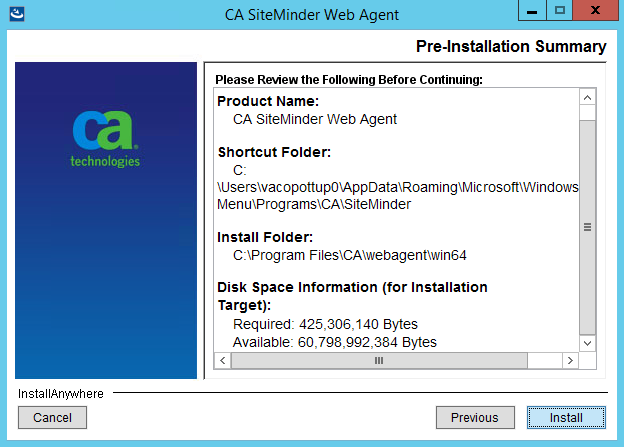 CA SiteMinder Web Agent
Pre-Installation Summary
Please Review the Following Before Continuing:
Product Name:
CA SiteMinder Web Agent
Shortcut Folder:
C:
\Users\vacopottup0\AppData\Roaming\Microsoft\Windows
Menu\Programs\CA\SiteMinder
Install Folder:
C:\Program Files\CA\webagent\win64
Disk Space Information (for Installation
Target):
Required: 425,306,140 Bytes
Available: 60,798,992,384 Bytes
ca
technologies
InstallAnywhere
Cancel
Previous
Install